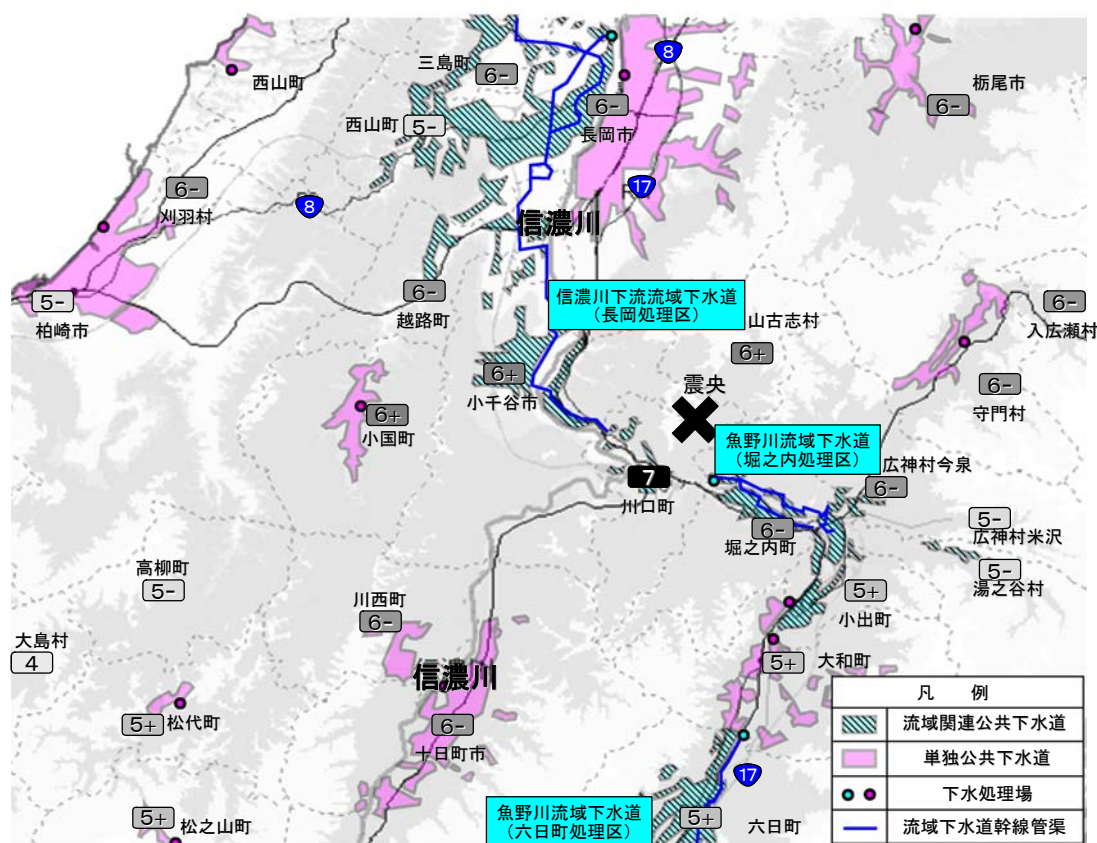 8
三島町
6-
西山町
栃尾市
6-
西山町
5-
6-
長岡市
17
6-
刈羽村
8
信濃川
5-
柏崎市
6-
越路町
信濃川下流流域下水道
(長岡処理区)
山古志村
6+
6-
入広瀬村
6+
小千谷市
震央
6-
守門村
6+
小国町
魚野川流域下水道
(堀之内処理区)
広神村今泉
6-
7
川口町
6-
堀之内町
5-
広神村米沢
高柳町
5-
5-
湯之谷村
川西町
6-
5+
小出町
大島村
4
信濃川
5+
大和町
5+
松代町
6-
十日町市
凡 例
流域関連公共下水道
単独公共下水道
下水処理場
流域下水道幹線管渠
17
5+
松之山町
魚野川流域下水道
(六日町処理区)
5+
六日町